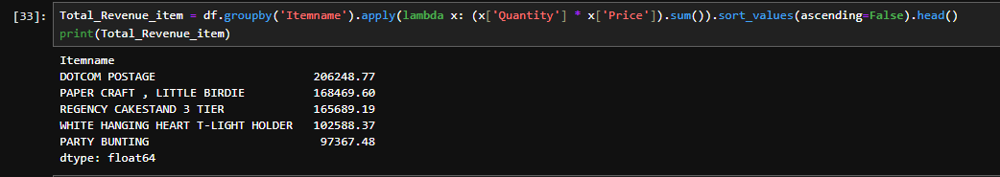 [33]: Total_Revenue_item = df.groupby('Itemname').apply(lambda x: (x['Quantity'] * x['Price']).sum()).sort_values(ascending=False).head()
print(Total_Revenue_item)
Itemname
DOTCOM POSTAGE                        206248.77
PAPER CRAFT , LITTLE BIRDIE           168469.60
REGENCY CAKESTAND 3 TIER              165689.19
WHITE HANGING HEART T-LIGHT HOLDER    102588.37
PARTY BUNTING                          97367.48
dtype: float64